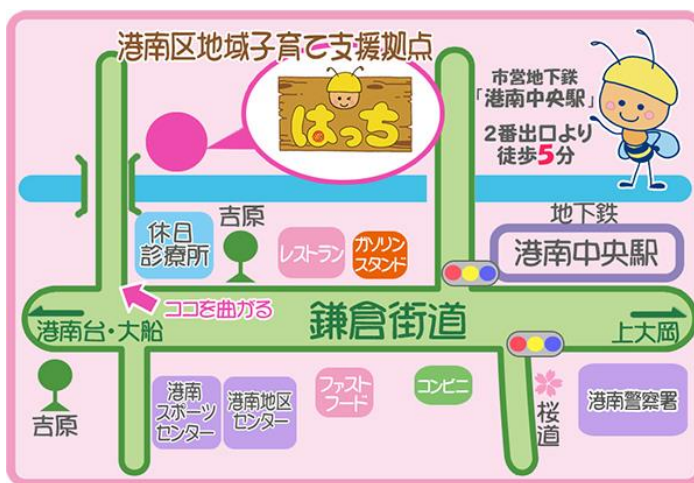 港南区地域子育て支援拠点
はっち
市営地下鉄
「港南中央駅」
2番出口より
徒歩5分
休日
診療所
吉原
レストラン
ガソリン
スタンド
地下鉄
港南中央駅
ココを曲がる
港南台・大船
鎌倉街道
上大岡
吉原
港南
スポーツ
センター
港南地区
センター
ファスト
フード
コンビニ
桜道
港南警察署